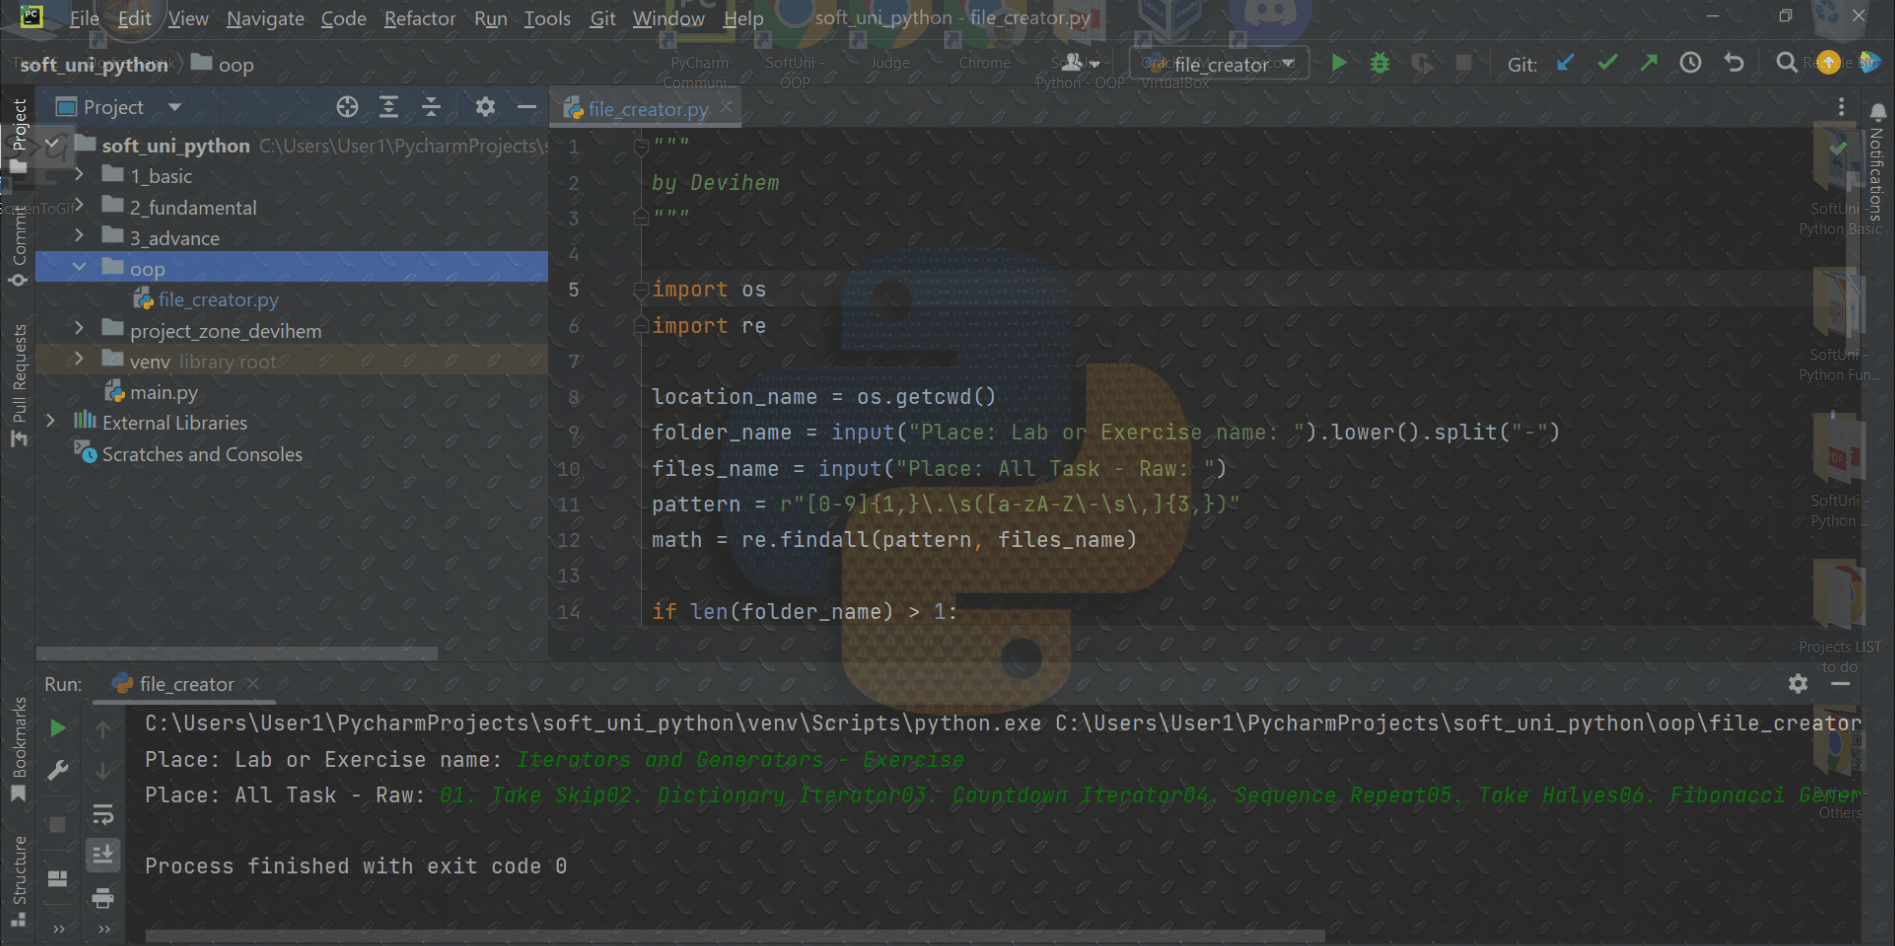 PC File Edit View Navigate Code Refactor Run Tools Git Window Help soft_uni_python - file_creator.py
soft_uni_python oop file_creator Git:
PyCharm Communi...
SoftUni - OOP
Judge
Chrome
Python - OOP
VirtualBox
Project
file_creator.py
Project
Commit
Pull Requests
Bookmarks
Structure
Notifications
soft_uni_python C:\Users\User1\PycharmProjects\s
1_basic
2_fundamental
3_advance
oop
file_creator.py
project_zone_devihem
venv library root
main.py
External Libraries
Scratches and Consoles
ScreenToGif
1 """
2 by Devihem
3 """
4
5 import os
6 import re
7
8 location_name = os.getcwd()
9 folder_name = input("Place: Lab or Exercise name: ").lower().split("-")
10 files_name = input("Place: All Task - Raw: ")
11 pattern = r"[0-9]{1,}\.\s([a-zA-Z\-\s\,]{3,})"
12 math = re.findall(pattern, files_name)
13
14 if len(folder_name) > 1:
SoftUni - Python Basic
SoftUni - Python Fun...
SoftUni - Python ...
PDF
Projects LIST to do
Python - Others
Run: file_creator
C:\Users\User1\PycharmProjects\soft_uni_python\venv\Scripts\python.exe C:\Users\User1\PycharmProjects\soft_uni_python\oop\file_creator
Place: Lab or Exercise name: Iterators and Generators - Exercise
Place: All Task - Raw: 01. Take Skip02. Dictionary Iterator03. Countdown Iterator04. Sequence Repeat05. Take Halves06. Fibonacci Gener
Process finished with exit code 0